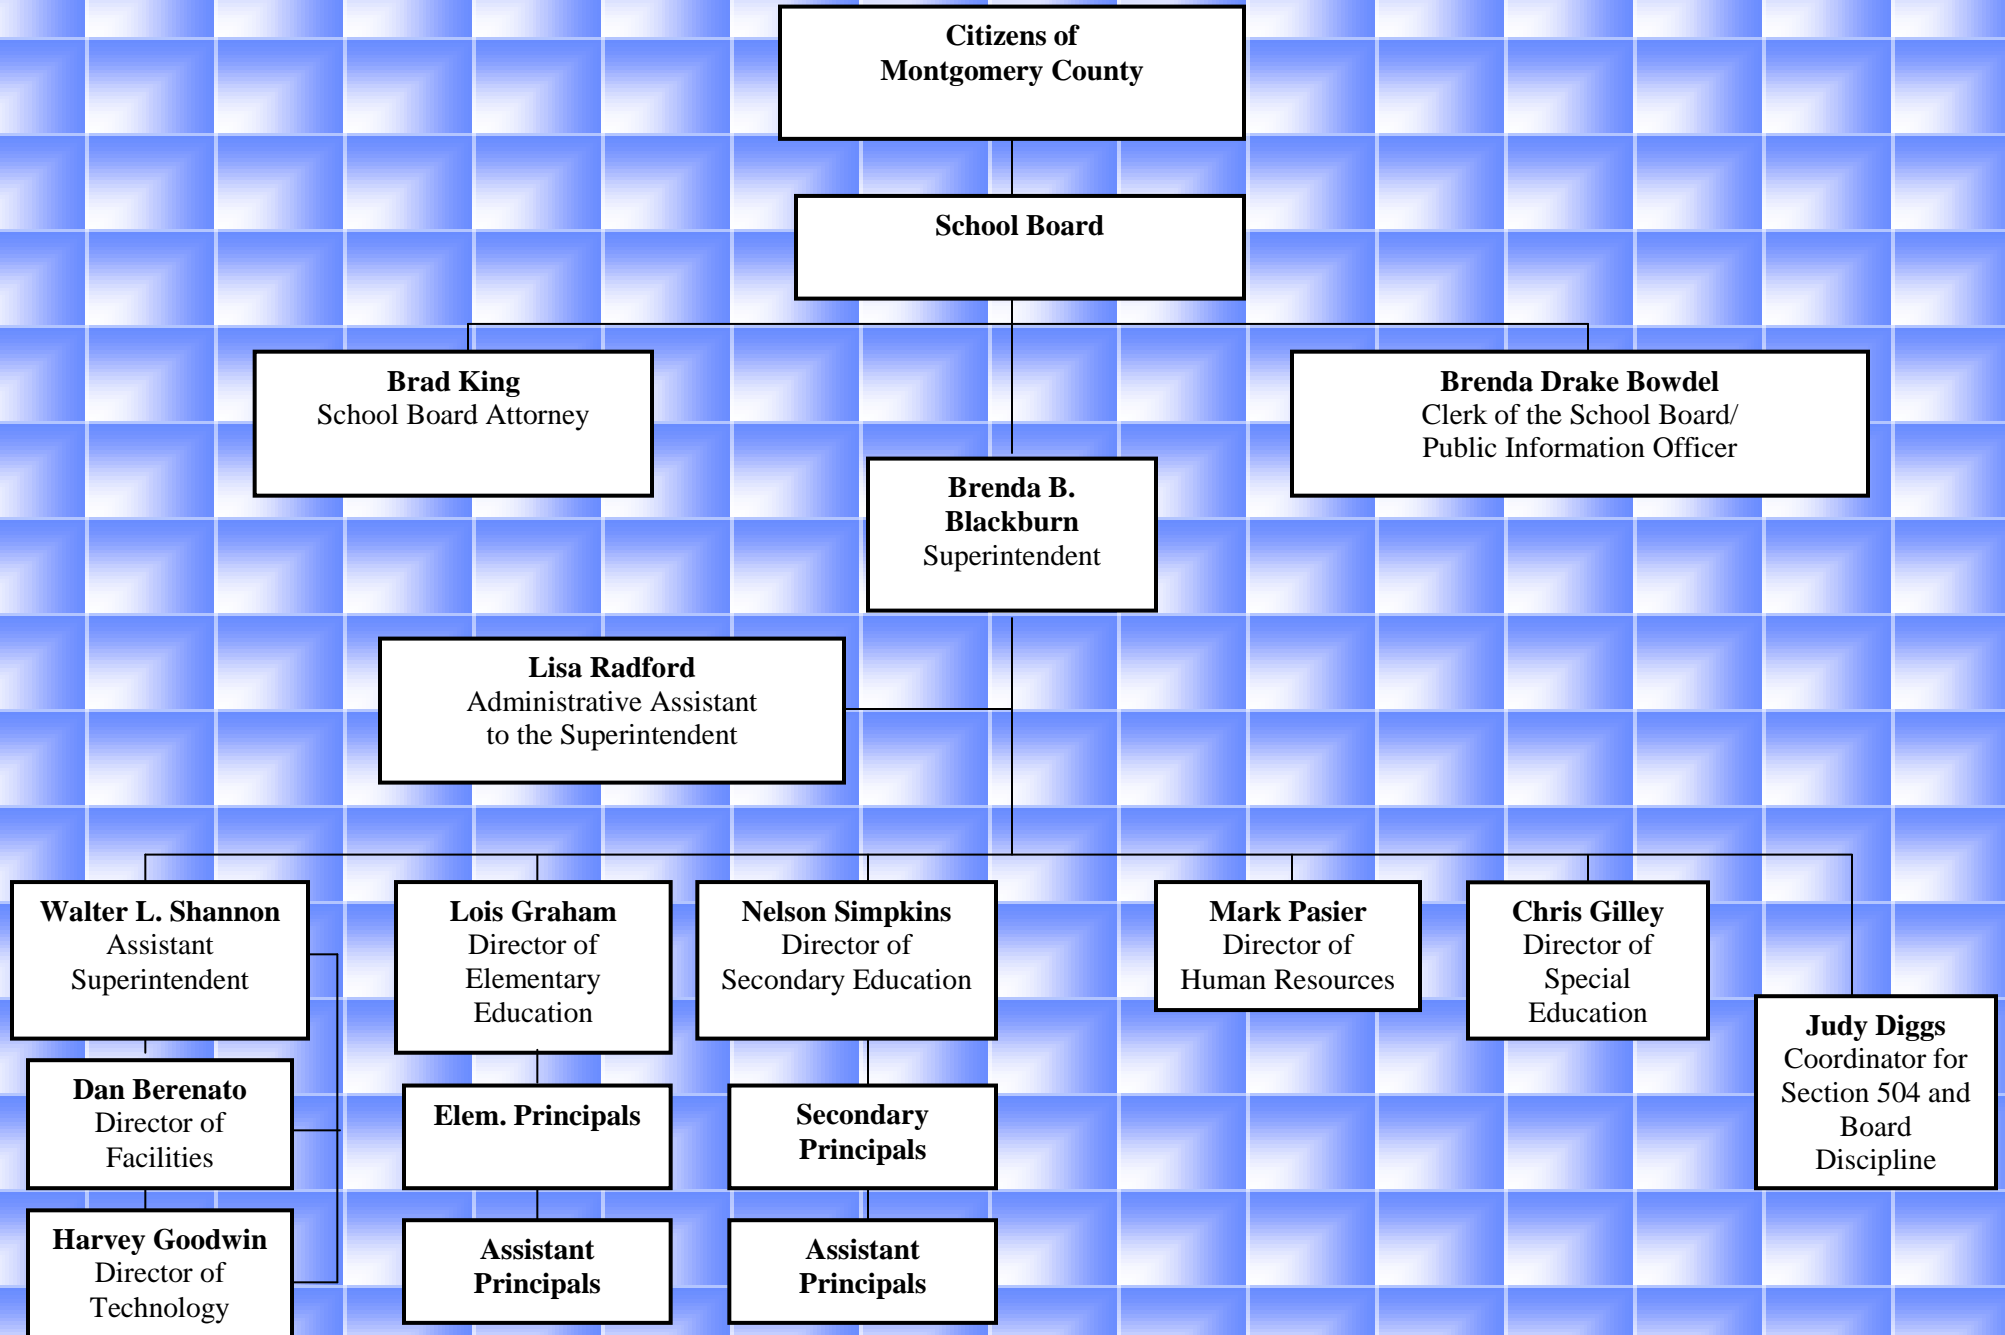 Citizens of
Montgomery County
School Board
Brad King
School Board Attorney
Brenda Drake Bowdel
Clerk of the School Board/
Public Information Officer
Brenda B.
Blackburn
Superintendent
Lisa Radford
Administrative Assistant
to the Superintendent
Walter L. Shannon
Assistant
Superintendent
Lois Graham
Director of
Elementary
Education
Nelson Simpkins
Director of
Secondary Education
Mark Pasier
Director of
Human Resources
Chris Gilley
Director of
Special
Education
Judy Diggs
Coordinator for
Section 504 and
Board
Discipline
Dan Berenato
Director of
Facilities
Elem. Principals
Secondary
Principals
Harvey Goodwin
Director of
Technology
Assistant
Principals
Assistant
Principals